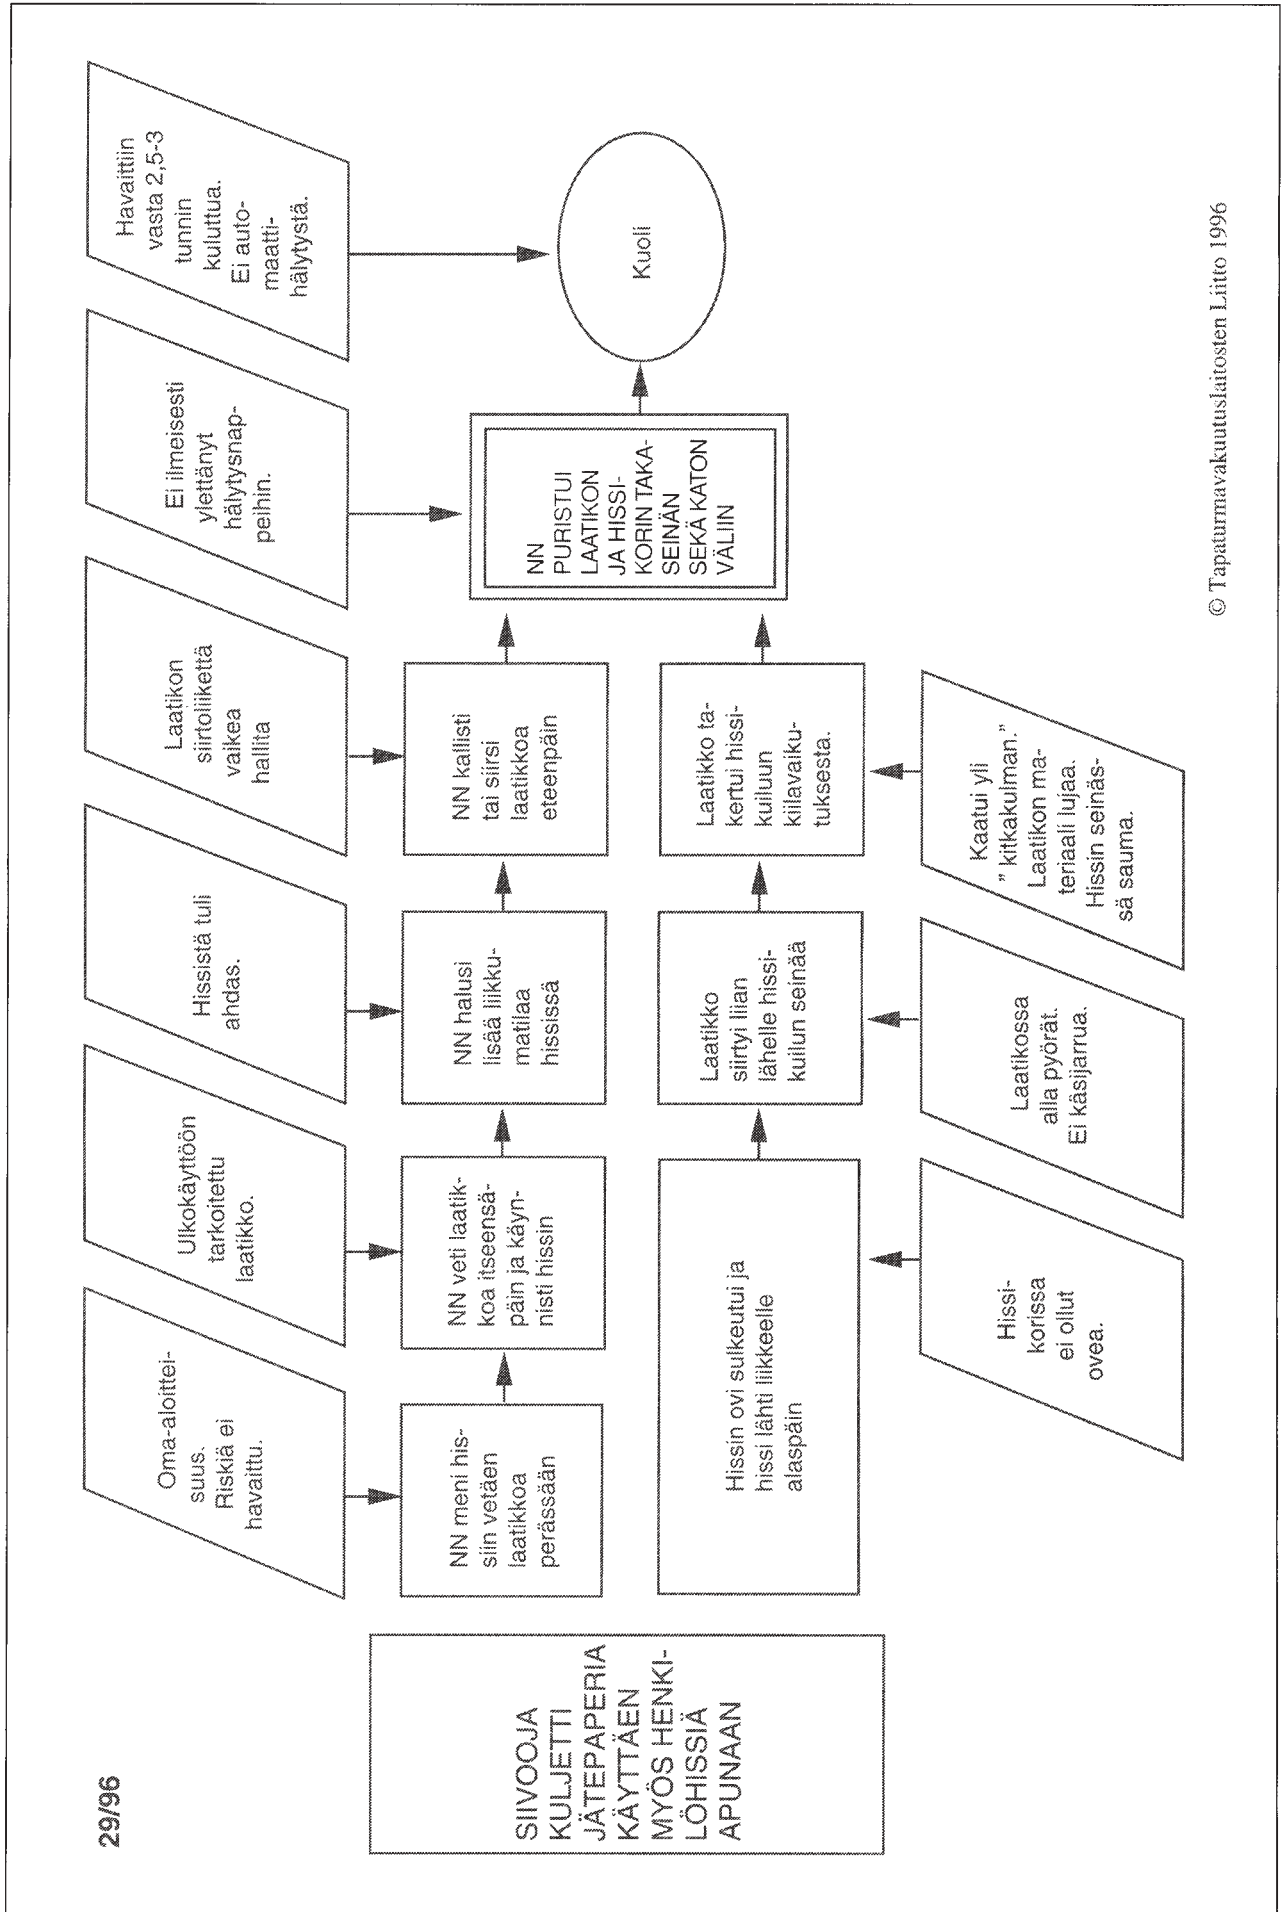 29/96
SIIVOOJA
KULJETTI
JÄTEPAPERIA
KÄYTTÄEN
MYÖS HENKI-
LÖHISSIÄ
APUNAAN
Oma-aloittei-
suus.
Riskiä ei
havaittu.
Ulkokäyttöön
tarkoitettu
laatikko.
Hissistä tuli
ahdas.
Laatikon
siirtoliikettä
vaikea
hallita
Ei ilmeisesti
ylettänyt
hälytysnap-
peihin.
Havaittiin
vasta 2,5-3
tunnin
kuluttua.
Ei auto-
maatti-
hälytystä.
NN meni his-
siin vetäen
laatikkoa
perässään
NN veti laatik-
koa itseensä-
päin ja käyn-
nisti hissin
NN halusi
lisää liikku-
matilaa
hississä
NN kallisti
tai siirsi
laatikkoa
eteenpäin
NN
PURISTUI
LAATIKON
JA HISSI-
KORIN TAKA-
SEINÄN
SEKÄ KATON
VÄLIIN
Kuoli
Hissin ovi sulkeutui ja
hissi lähti liikkeelle
alaspäin
Laatikko
siirtyi liian
lähelle hissi-
kuilun seinää
Laatikko ta-
kertui hissi-
kuiluun
kiilavaiku-
tuksesta.
Hissi-
korissa
ei ollut
ovea.
Laatikossa
alla pyörät.
Ei käsijarrua.
Kaatui yli
" kitkakulman."
Laatikon ma-
teriaali lujaa.
Hissin seinäs-
sä sauma.
© Tapaturmavakuutuslaitosten Liitto 1996